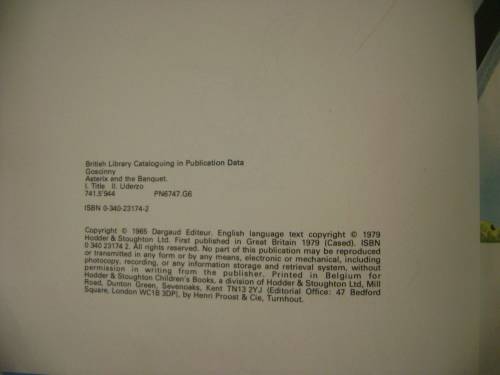 British Library Cataloguing in Publication Data
Goscinny
Asterix and the Banquet.
I. Title   II. Uderzo
741.5'944   PN6747.G6
ISBN 0-340-23174-2
Copyright © 1965 Dargaud Editeur. English language text copyright © 1979
Hodder & Stoughton Ltd. First published in Great Britain 1979 (Cased). ISBN
0 340 23174 2. All rights reserved. No part of this publication may be reproduced
or transmitted in any form or by any means, electronic or mechanical, including
photocopy, recording, or any information storage and retrieval system, without
permission in writing from the publisher. Printed in Belgium for
Hodder & Stoughton Children's Books, a division of Hodder & Stoughton Ltd, Mill
Road, Dunton Green, Sevenoaks, Kent TN13 2YJ (Editorial Office: 47 Bedford
Square, London WC1B 3DP), by Henri Proost & Cie, Turnhout.